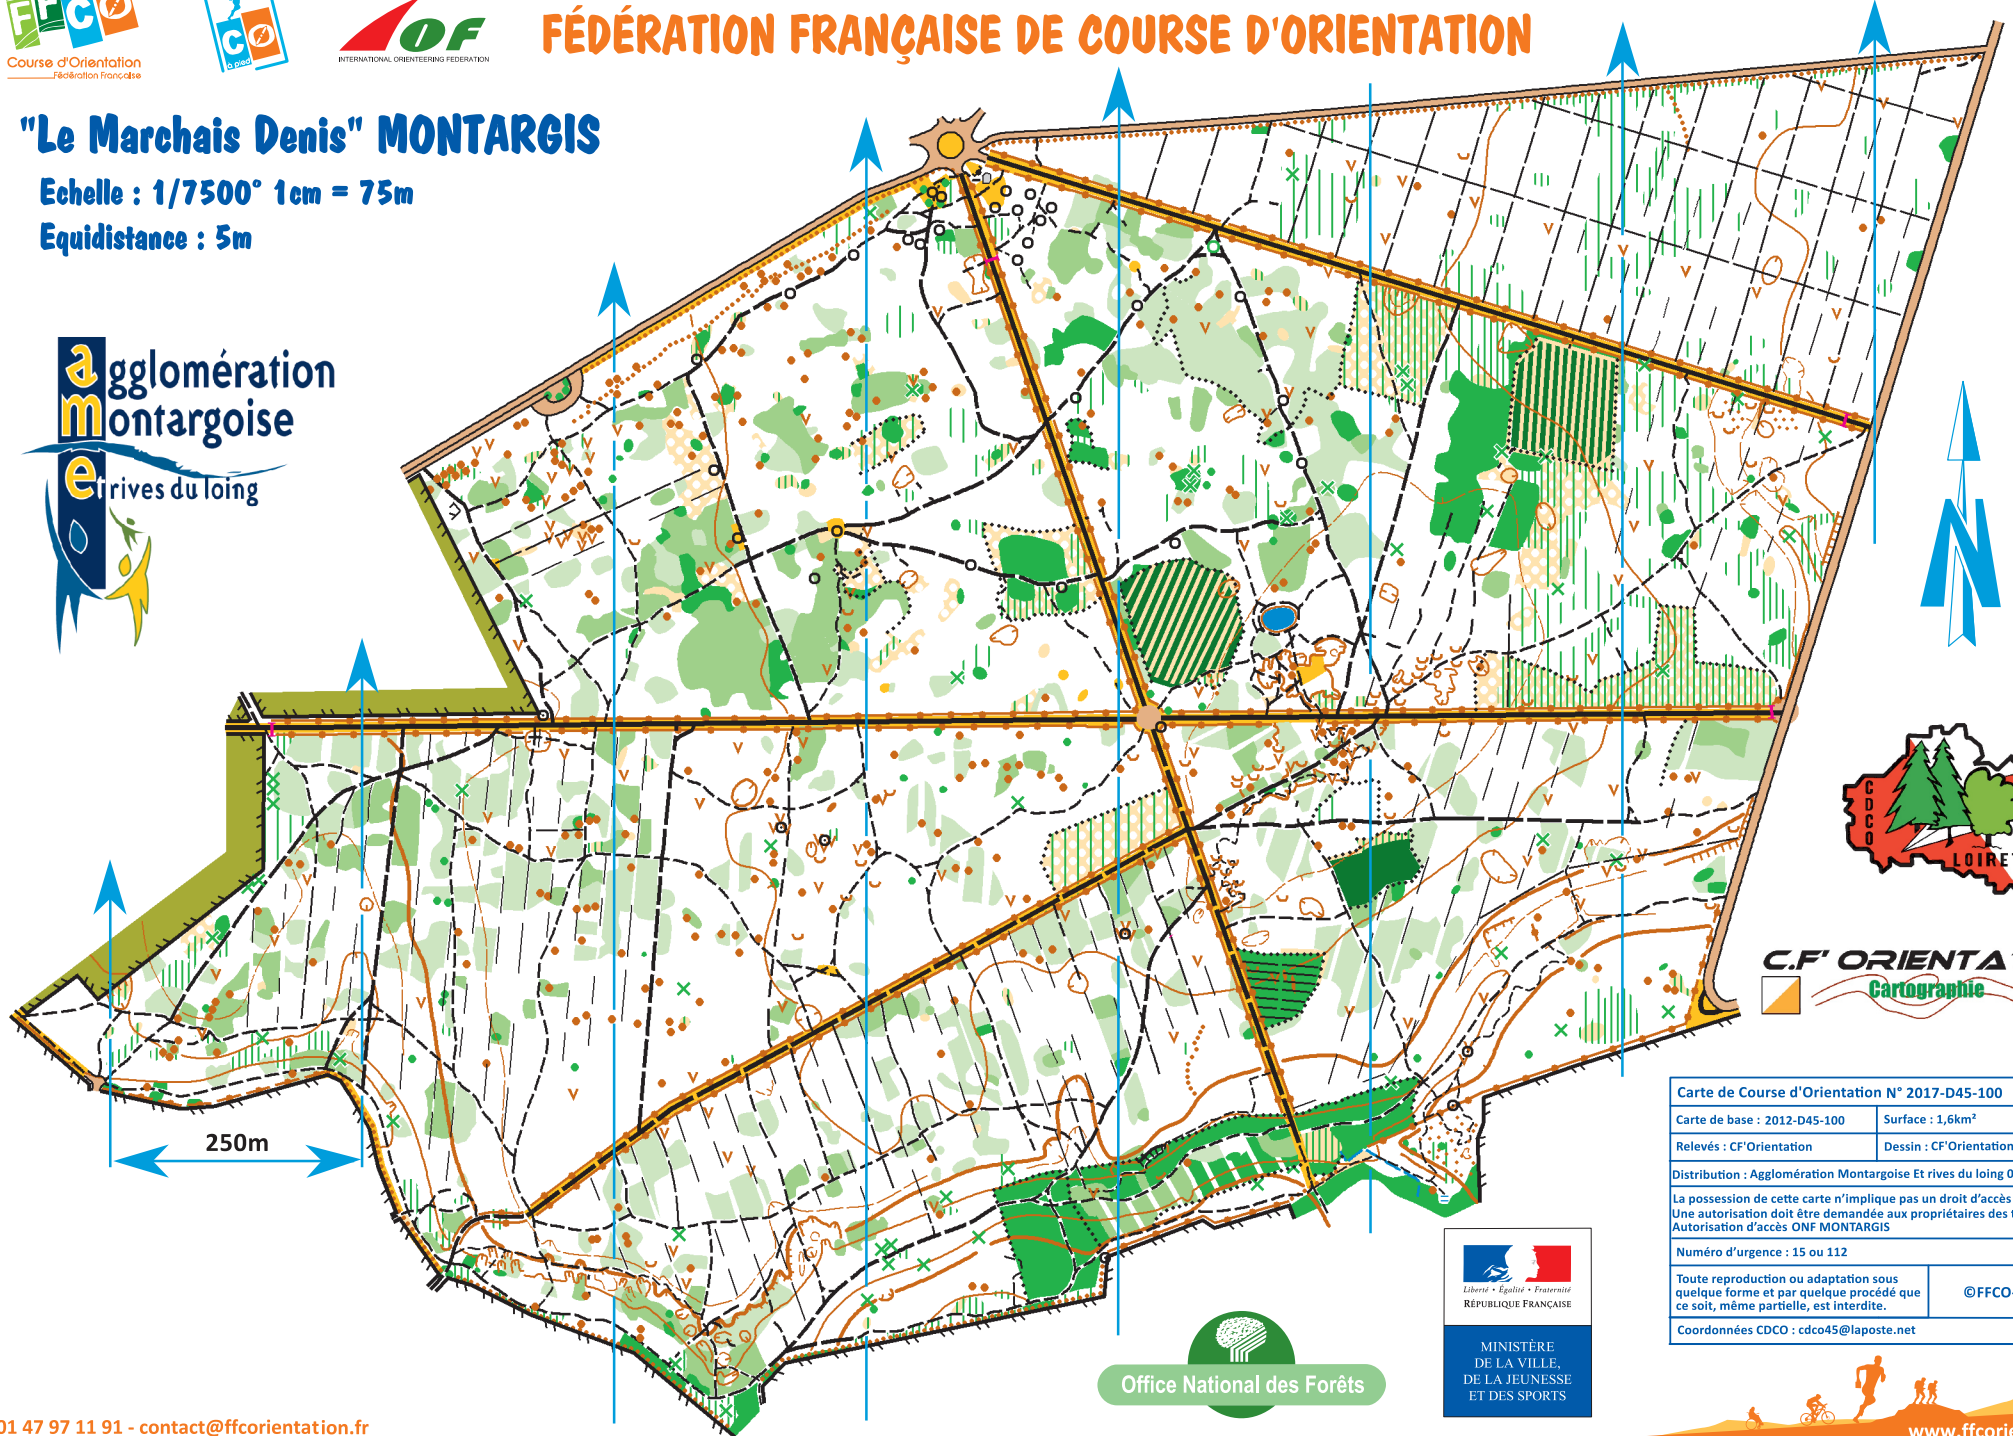 FFCO
Course d'Orientation
Fédération Française
CO
à pied
IOF
INTERNATIONAL ORIENTEERING FEDERATION
FÉDÉRATION FRANÇAISE DE COURSE D'ORIENTATION
"Le Marchais Denis" MONTARGIS
Echelle : 1/7500° 1cm = 75m
Equidistance : 5m
agglomération
montargoise
et rives du loing
N
CDCO
LOIRE
C.F' ORIENTA
Cartographie
250m
Carte de Course d'Orientation N° 2017-D45-100
Carte de base : 2012-D45-100
Surface : 1,6km²
Relevés : CF'Orientation
Dessin : CF'Orientation
Distribution : Agglomération Montargoise Et rives du loing 0
La possession de cette carte n'implique pas un droit d'accès
Une autorisation doit être demandée aux propriétaires des t
Autorisation d'accès ONF MONTARGIS
Numéro d'urgence : 15 ou 112
Toute reproduction ou adaptation sous
quelque forme et par quelque procédé que
ce soit, même partielle, est interdite.
©FFCO
Coordonnées CDCO : cdco45@laposte.net
Liberté • Égalité • Fraternité
RÉPUBLIQUE FRANÇAISE
MINISTÈRE
DE LA VILLE,
DE LA JEUNESSE
ET DES SPORTS
Office National des Forêts
01 47 97 11 91 - contact@ffcorientation.fr
www.ffcorie